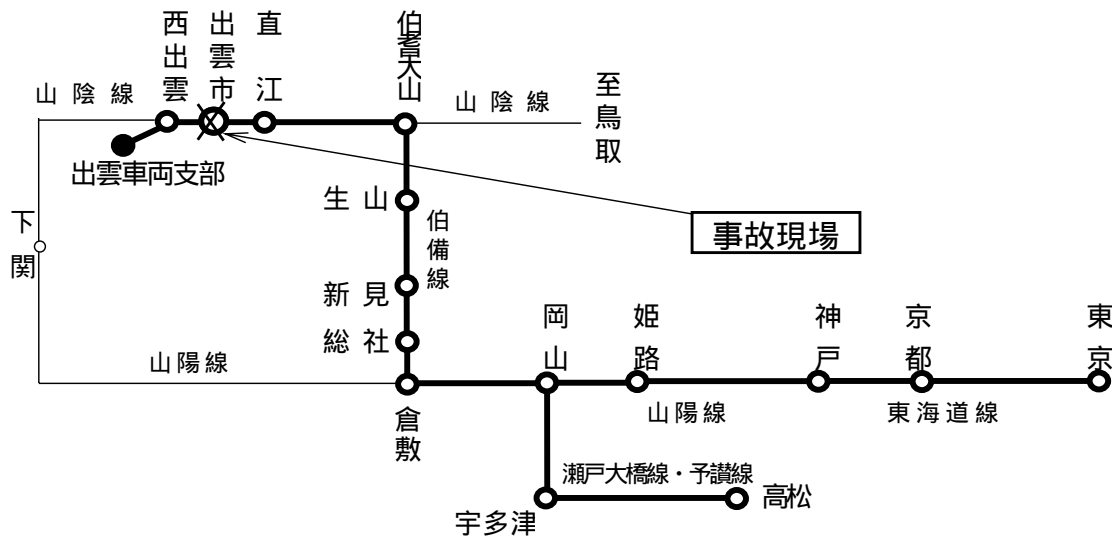 西出雲
出雲市
直江
伯耆大山
山陰線
山陰線
至鳥取
出雲車両支部
生山
伯備線
下関
事故現場
新見
総社
岡山
姫路
神戸
京都
東京
山陽線
倉敷
山陽線
東海道線
瀬戸大橋線・予讃線
高松
宇多津